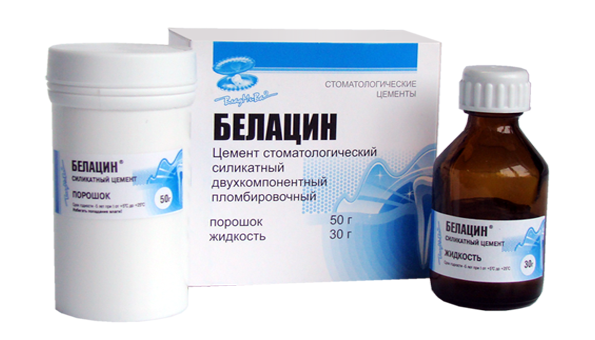 СТОМАТОЛОГИЧЕСКИЕ
ЦЕМЕНТЫ
ВладМиВа
БЕЛАЦИН
Цемент стоматологический
силикатный
двухкомпонентный
пломбировочный
порошок 50 г
жидкость 30 г
БЕЛАЦИН®
СИЛИКАТНЫЙ ЦЕМЕНТ
ПОРОШОК
50г
БЕЛАЦИН®
СИЛИКАТНЫЙ ЦЕМЕНТ
ЖИДКОСТЬ
30г